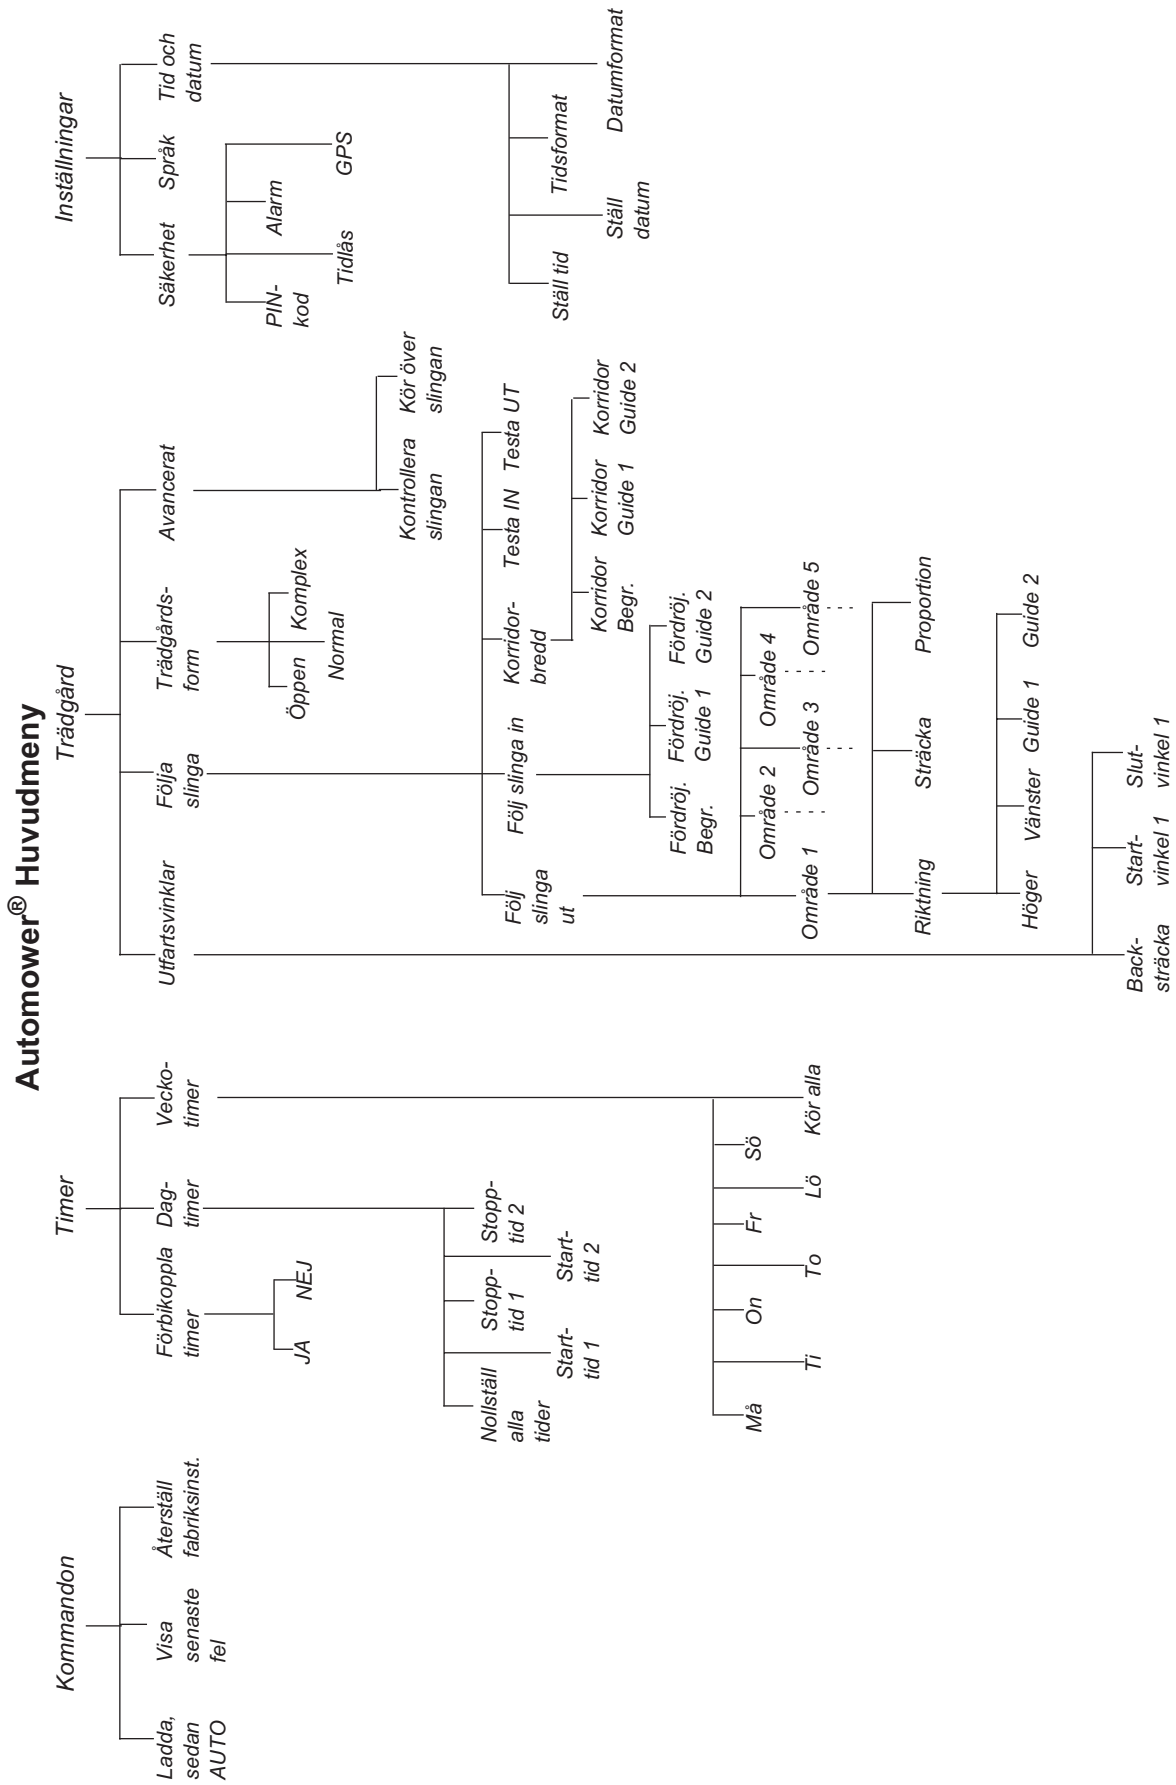 Automower® Huvudmeny
Kommandon
Ladda,
sedan
AUTO
Visa
senaste
fel
Återställ
fabriksinst.
Timer
Förbikoppla
timer
JA
NEJ
Dag-
timer
Nollställ
alla
tider
Start-
tid 1
Stopp-
tid 1
Start-
tid 2
Stopp-
tid 2
Vecko-
timer
Må
Ti
On
To
Fr
Lö
Sö
Kör alla
Trädgård
Utfartsvinklar
Back-
sträcka
Start-
vinkel 1
Slut-
vinkel 1
Följa
slinga
Följ
slinga
ut
Område 1
Område 2
Område 3
Område 4
Område 5
Riktning
Sträcka
Proportion
Höger
Vänster
Guide 1
Guide 2
Följ slinga in
Fördröj.
Begr.
Fördröj.
Guide 1
Fördröj.
Guide 2
Korridor-
bredd
Korridor
Begr.
Korridor
Guide 1
Korridor
Guide 2
Testa IN
Testa UT
Trädgårds-
form
Öppen
Normal
Komplex
Avancerat
Kontrollera
slingan
Kör över
slingan
Inställningar
Säkerhet
PIN-
kod
Tidlås
Alarm
GPS
Språk
Tid och
datum
Ställ tid
Ställ
datum
Tidsformat
Datumformat